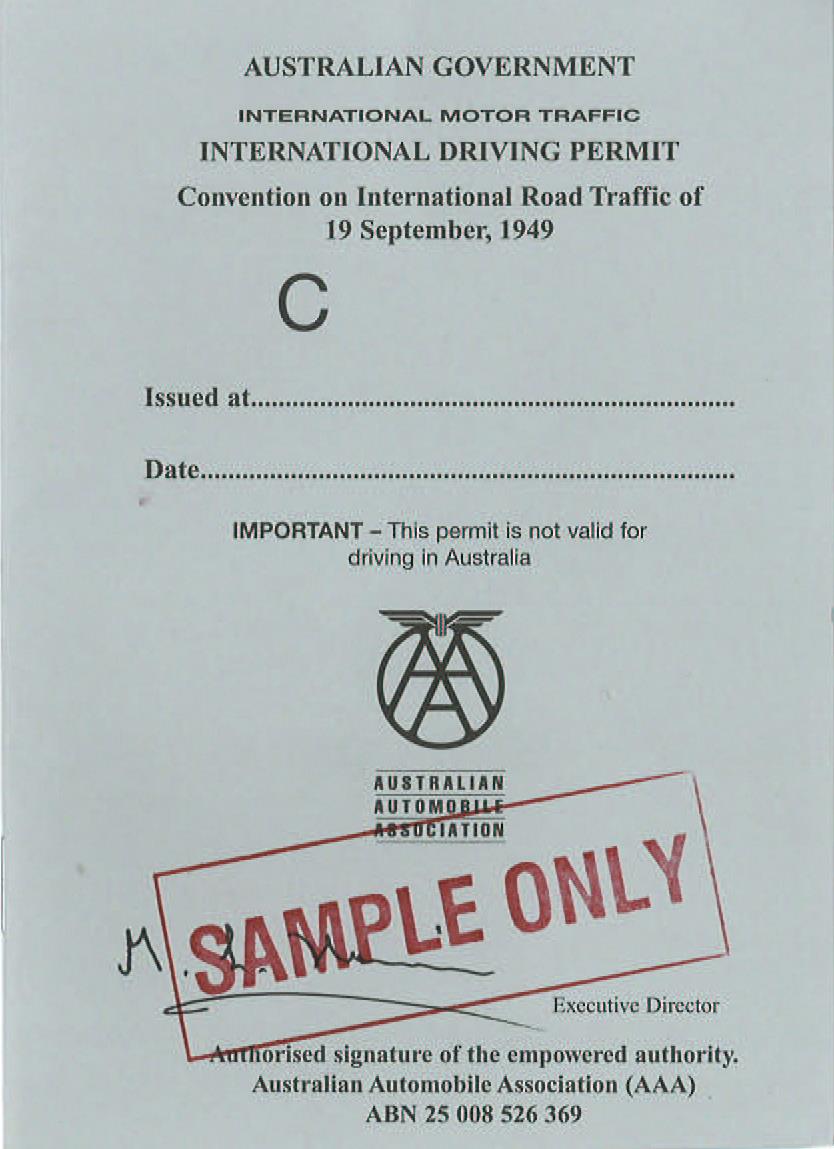 AUSTRALIAN GOVERNMENT
INTERNATIONAL MOTOR TRAFFIC
INTERNATIONAL DRIVING PERMIT
Convention on International Road Traffic of
19 September, 1949
C
Issued at......................................................................
Date.............................................................................
IMPORTANT – This permit is not valid for
driving in Australia
AAA
AUSTRALIAN
AUTOMOBILE
ASSOCIATION
SAMPLE ONLY
Executive Director
Authorised signature of the empowered authority.
Australian Automobile Association (AAA)
ABN 25 008 526 369